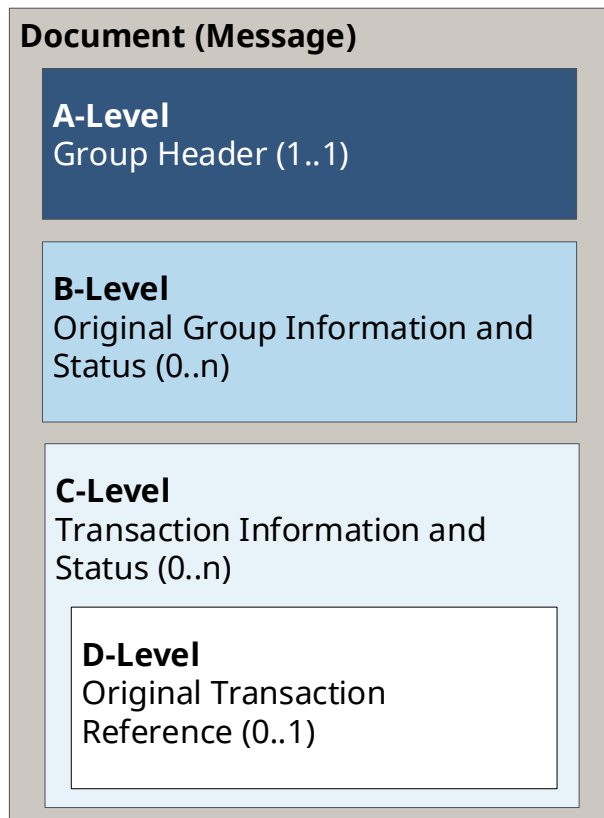 Document (Message)
A-Level
Group Header (1..1)
B-Level
Original Group Information and
Status (0..n)
C-Level
Transaction Information and
Status (0..n)
D-Level
Original Transaction
Reference (0..1)